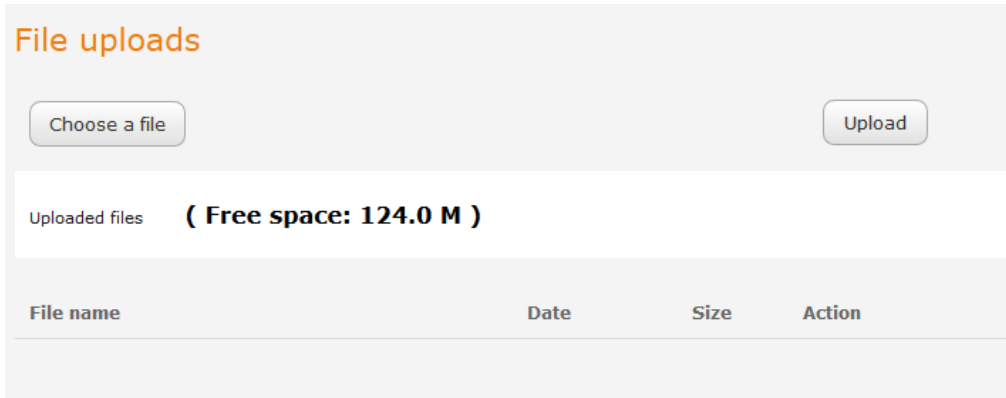 File uploads
Choose a file Upload
Uploaded files ( Free space: 124.0 M )
File name Date Size Action